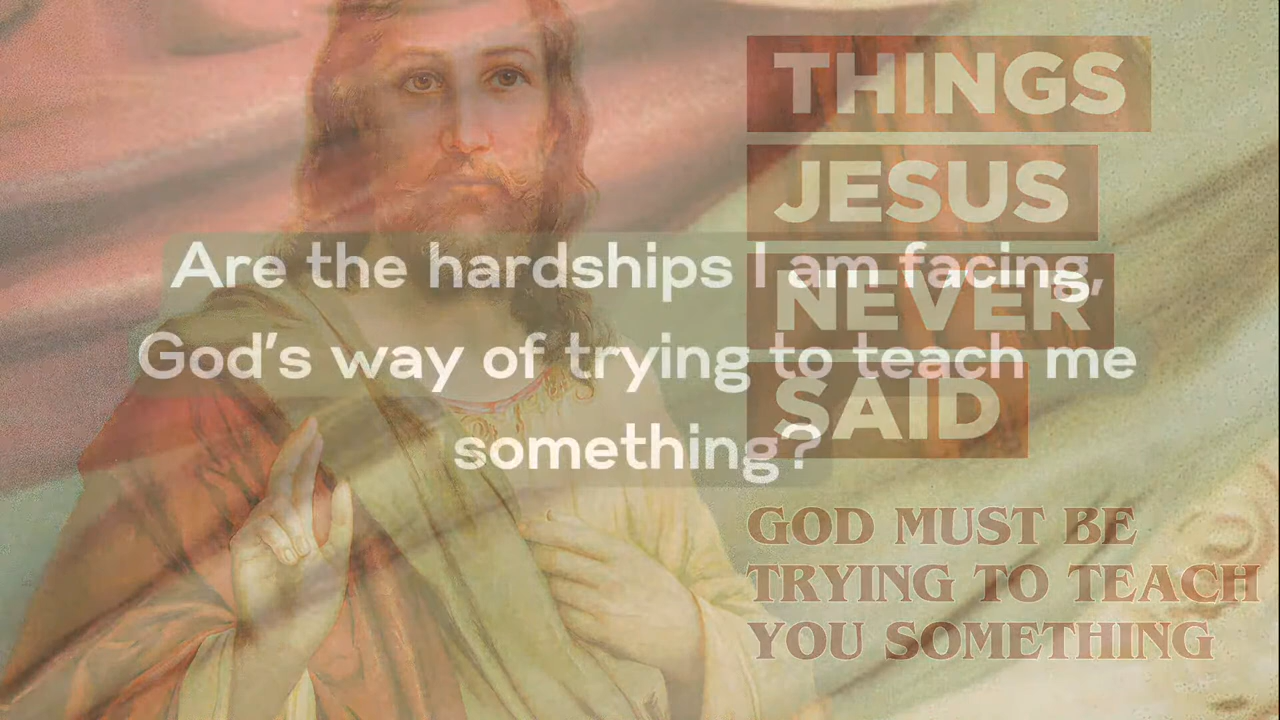 THINGS
JESUS
NEVER
SAID
Are the hardships I am facing,
God's way of trying to teach me
something?
GOD MUST BE
TRYING TO TEACH
YOU SOMETHING